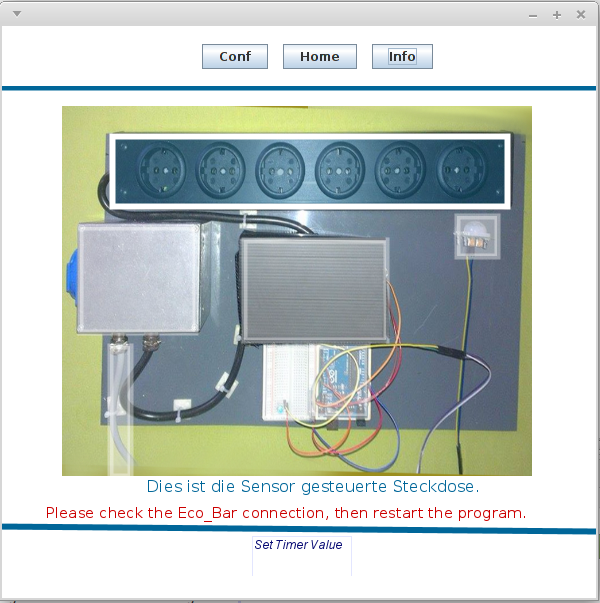 Conf
Home
Info
Dies ist die Sensor gesteuerte Steckdose.
Please check the Eco_Bar connection, then restart the program.
Set Timer Value